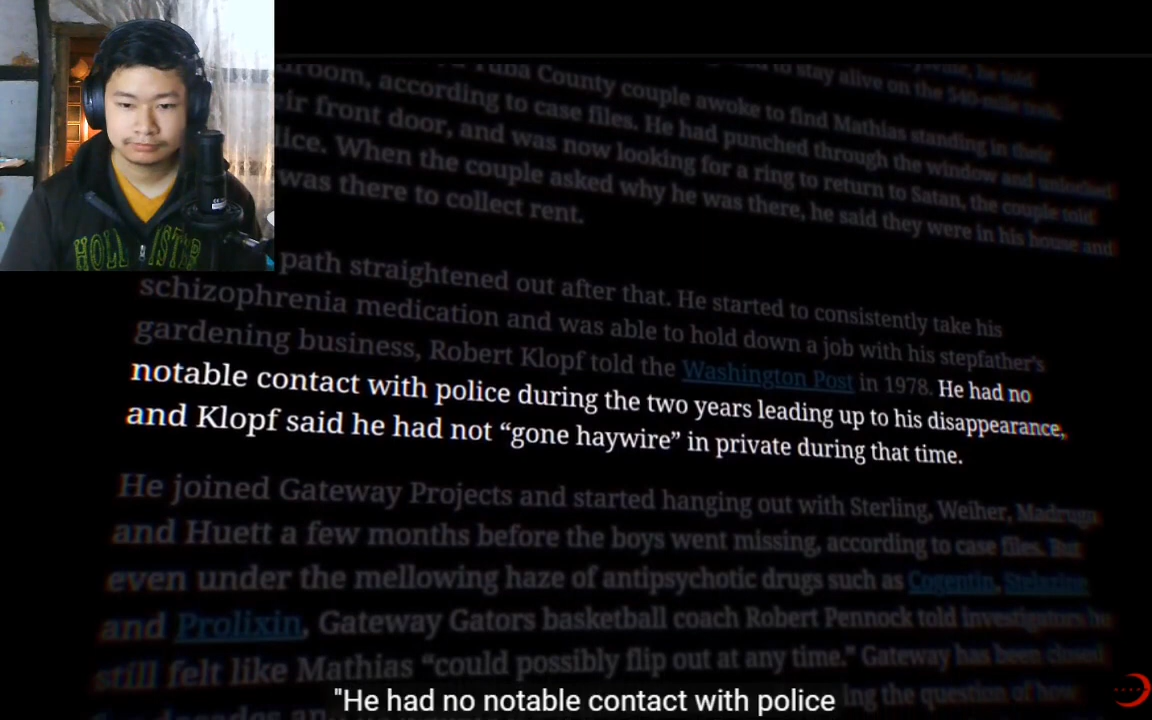 County couple awoke to find Mathias standing in their
according to case files. He had punched through the window and unlocked
front door, and was now looking for a ring to return to Satan, the couple told
When the couple asked why he was there, he said they were in his house and
was there to collect rent.
path straightened out after that. He started to consistently take his
schizophrenia medication and was able to hold down a job with his stepfather's
gardening business, Robert Klopf told the Washington Post in 1978. He had no
notable contact with police during the two years leading up to his disappearance,
and Klopf said he had not “gone haywire” in private during that time.
He joined Gateway Projects and started hanging out with Sterling, Weiher, Madruga
and Huett a few months before the boys went missing, according to case files. But
even under the mellowing haze of antipsychotic drugs such as Cogentin, Stelazine
and Prolixin, Gateway Gators basketball coach Robert Pennock told investigators he
still felt like Mathias “could possibly flip out at any time.” Gateway has been closed
"He had no notable contact with police